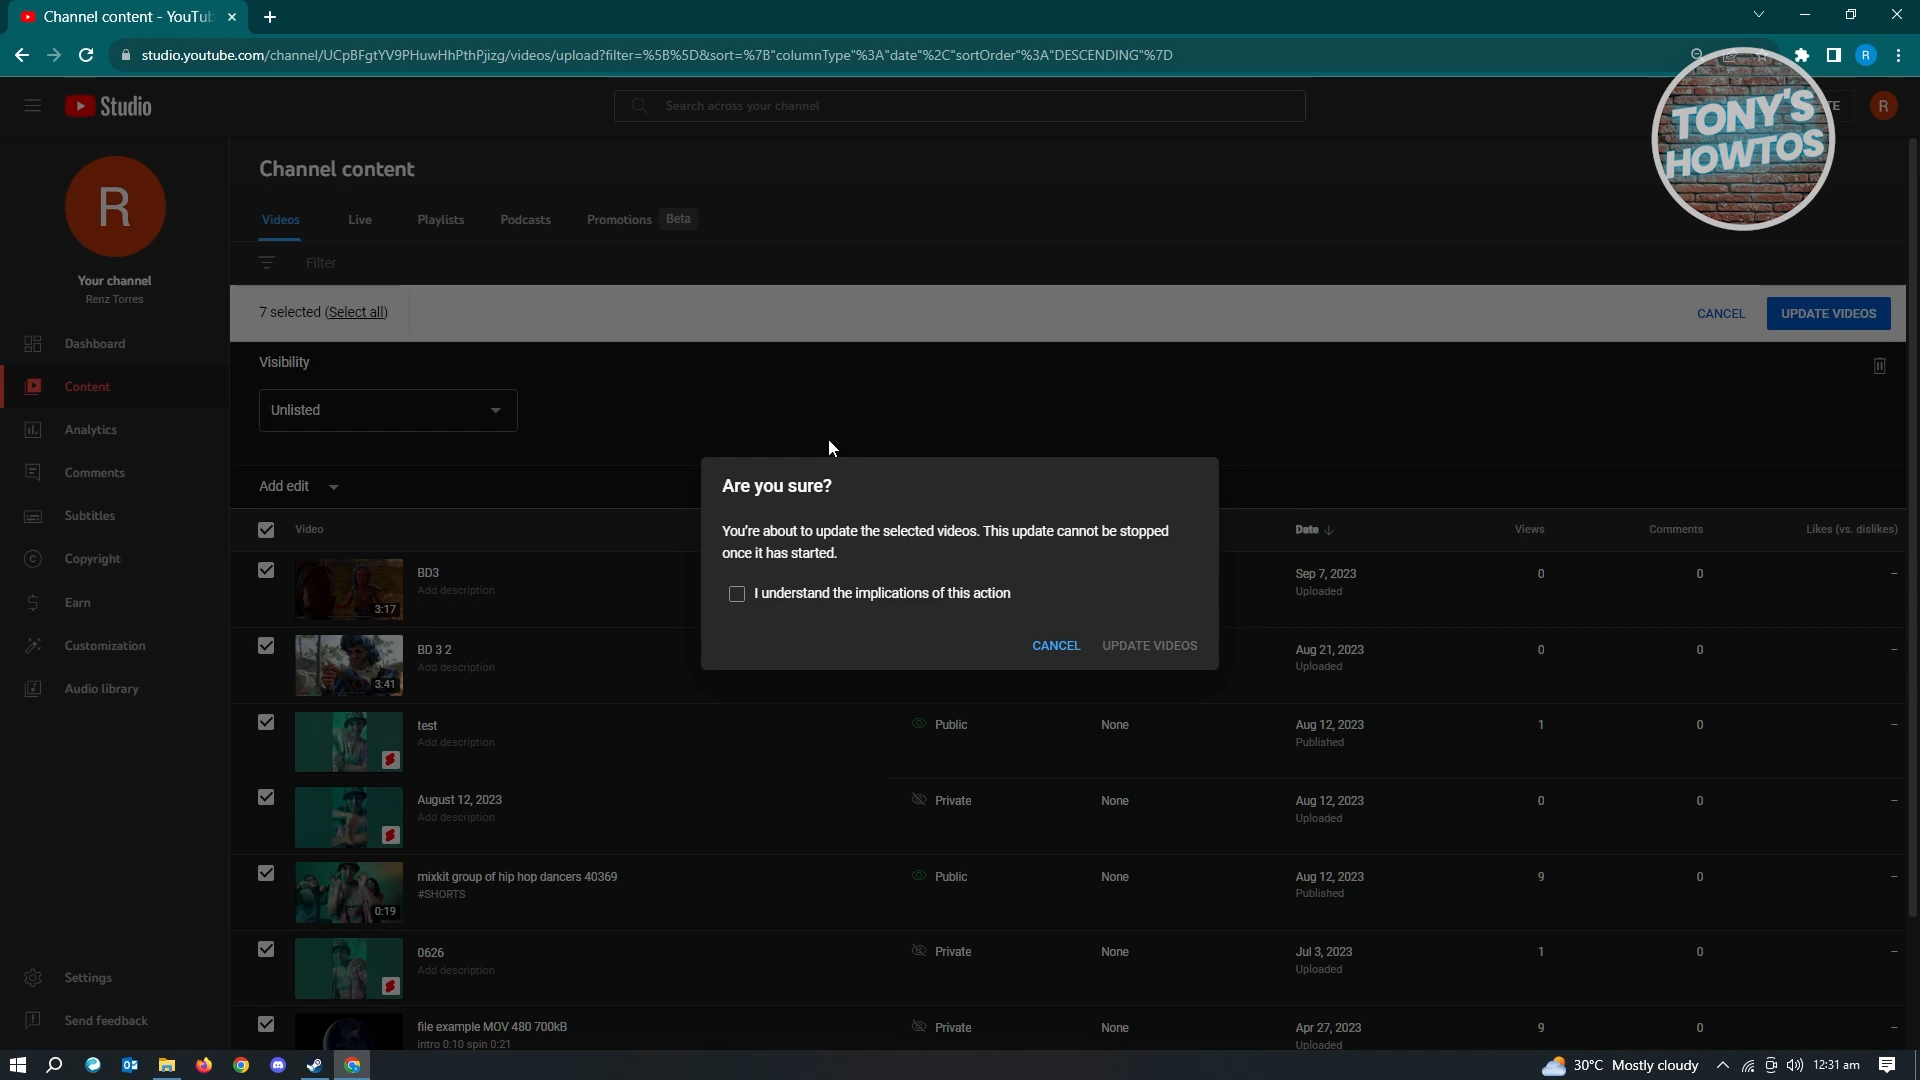 Channel content - YouTub
studio.youtube.com/channel/UCpBFgtYV9PHuwHhPthPjizg/videos/upload?filter=%5B%5D&sort=%7B"columnType"%3A"date"%2C"sortOrder"%3A"DESCENDING"%7D
R
Studio
Search across your channel
TE
R
TONY'S
HOWTOS
R
Your channel
Renz Torres
Dashboard
Content
Analytics
Comments
Subtitles
Copyright
Earn
Customization
Audio library
Settings
Send feedback
Channel content
Videos
Live
Playlists
Podcasts
Promotions
Beta
Filter
7 selected (Select all)
CANCEL
UPDATE VIDEOS
Visibility
Unlisted
Add edit
Video
Date
Views
Comments
Likes (vs. dislikes)
Are you sure?
You're about to update the selected videos. This update cannot be stopped
once it has started.
I understand the implications of this action
CANCEL
UPDATE VIDEOS
3:17
BD3
Add description
Sep 7, 2023
Uploaded
0
0
–
3:41
BD 3 2
Add description
Aug 21, 2023
Uploaded
0
0
–
test
Add description
Public
None
Aug 12, 2023
Published
1
0
–
August 12, 2023
Add description
Private
None
Aug 12, 2023
Uploaded
0
0
–
0:19
mixkit group of hip hop dancers 40369
#SHORTS
Public
None
Aug 12, 2023
Published
9
0
–
0626
Add description
Private
None
Jul 3, 2023
Uploaded
1
0
–
file example MOV 480 700kB
intro 0:10 spin 0:21
Private
None
Apr 27, 2023
Uploaded
9
0
–
30°C Mostly cloudy
12:31 am